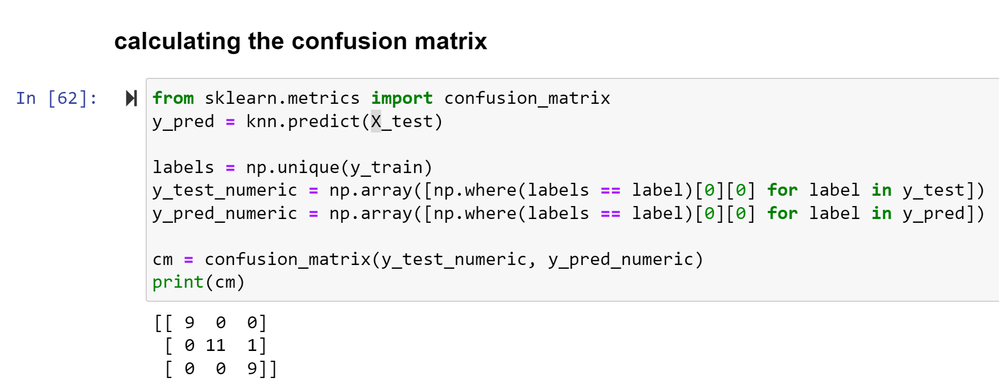 calculating the confusion matrix
In [62]:
from sklearn.metrics import confusion_matrix
y_pred = knn.predict(X_test)
labels = np.unique(y_train)
y_test_numeric = np.array([np.where(labels == label)[0][0] for label in y_test])
y_pred_numeric = np.array([np.where(labels == label)[0][0] for label in y_pred])
cm = confusion_matrix(y_test_numeric, y_pred_numeric)
print(cm)
[[ 9  0  0]
 [ 0 11  1]
 [ 0  0  9]]